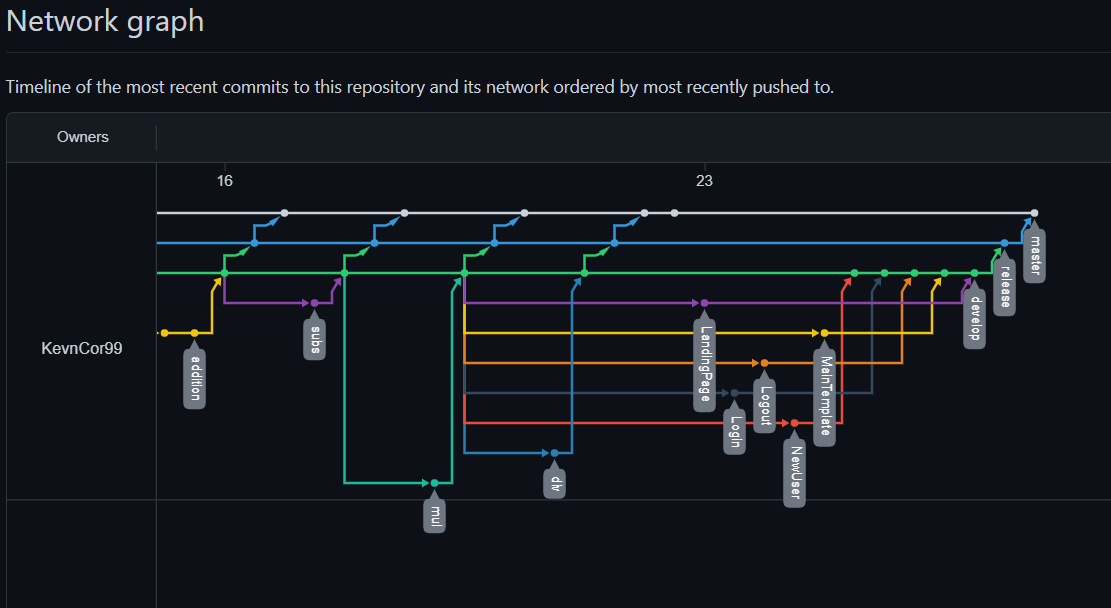 Network graph
Timeline of the most recent commits to this repository and its network ordered by most recently pushed to.
Owners
16
23
KevnCor99
master
release
develop
subs
LandingPage
addition
MainTemplate
Logout
Login
NewUser
div
mul